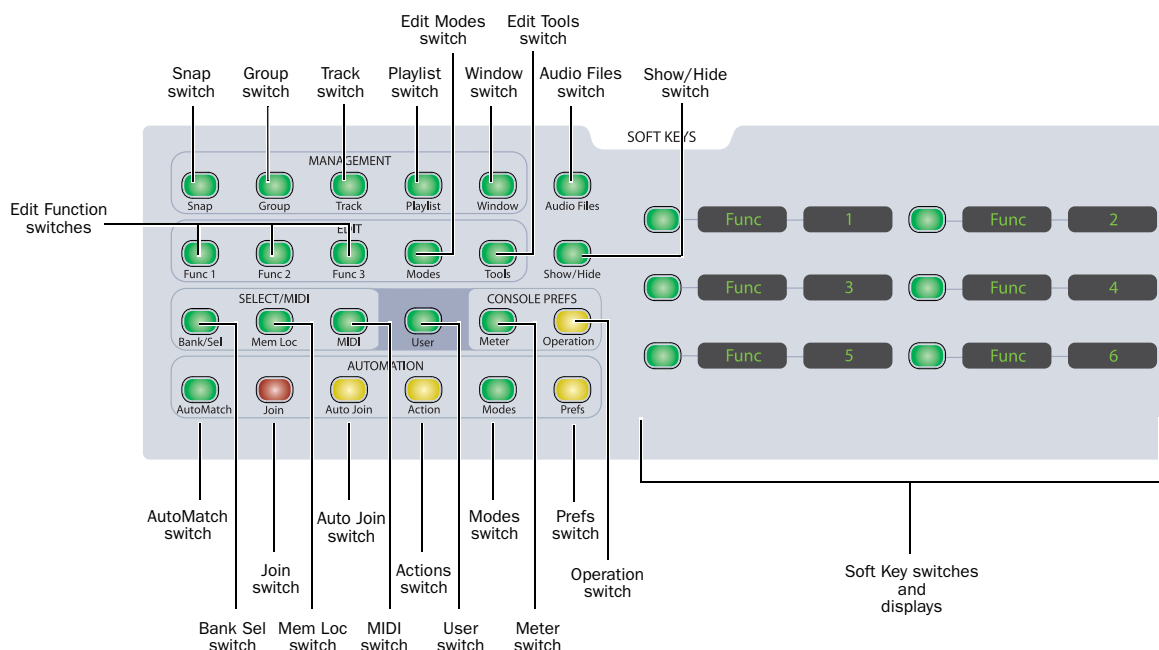 Edit Modes
switch
Edit Tools
switch
Snap
switch
Group
switch
Track
switch
Playlist
switch
Window
switch
Audio Files
switch
Show/Hide
switch
SOFT KEYS
MANAGEMENT
Snap
Group
Track
Playlist
Window
Audio Files
Edit Function
switches
EDIT
Func 1
Func 2
Func 3
Modes
Tools
Show/Hide
Func 1
Func 2
Func 3
Func 4
Func 5
Func 6
SELECT/MIDI
CONSOLE PREFS
Bank/Sel
Mem Loc
MIDI
User
Meter
Operation
AUTOMATION
AutoMatch
Join
Auto Join
Action
Modes
Prefs
AutoMatch
switch
Auto Join
switch
Modes
switch
Prefs
switch
Join
switch
Actions
switch
Operation
switch
Soft Key switches
and
displays
Bank Sel
switch
Mem Loc
switch
MIDI
switch
User
switch
Meter
switch